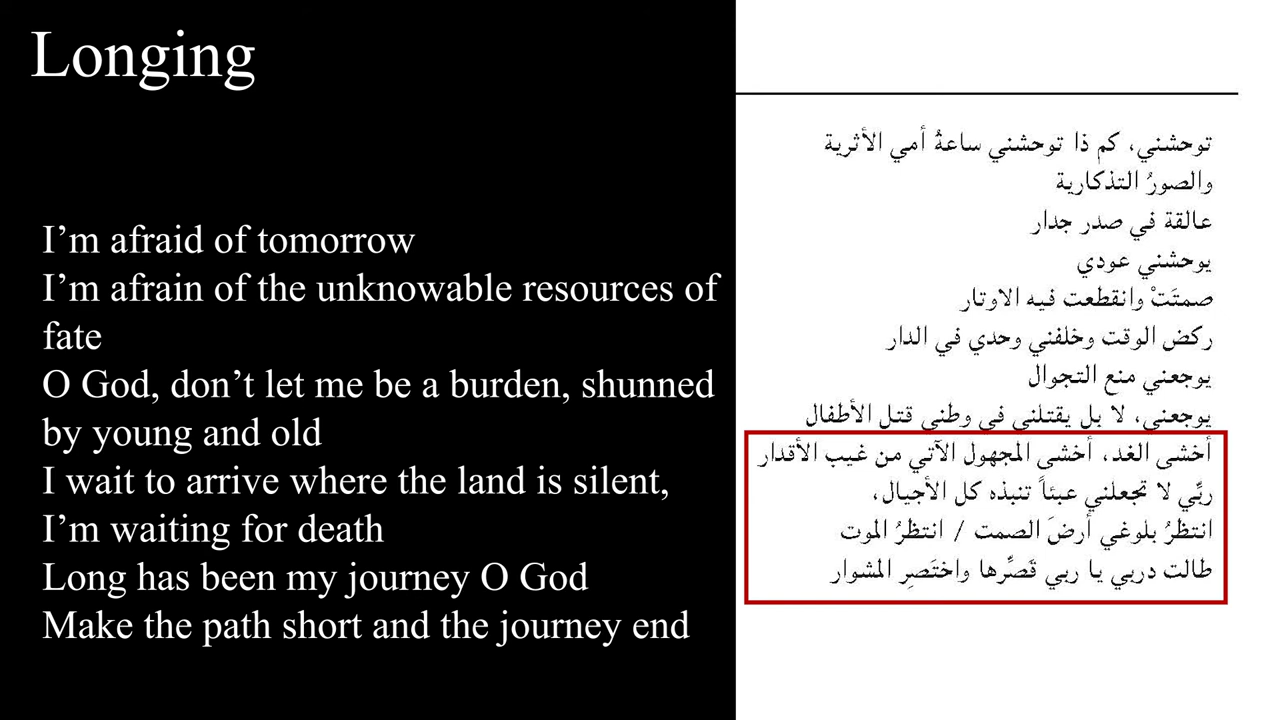 Longing
I’m afraid of tomorrow
I’m afrain of the unknowable resources of
fate
O God, don’t let me be a burden, shunned
by young and old
I wait to arrive where the land is silent,
I’m waiting for death
Long has been my journey O God
Make the path short and the journey end
توحشني، كم ذا توحشني ساعةُ أمي الأثرية
والصورُ التذكارية
عالقة في صدر جدار
يوحشني عودي
صمتَتْ وانقطعت فيه الاوتار
ركض الوقت وخلفني وحدي في الدار
يوجعني منع التجوال
يوجعني، لا بل يقتلني في وطني قتل الأطفال
أخشى الغد، أخشى المجهول الآتي من غيب الأقدار
ربِّي لا تجعلني عبئاً تنبذه كل الأجيال،
انتظرُ بلوغي أرضَ الصمت / انتظرُ الموت
طالت دربي يا ربي قَصِّرها واختَصِرِ المشوار